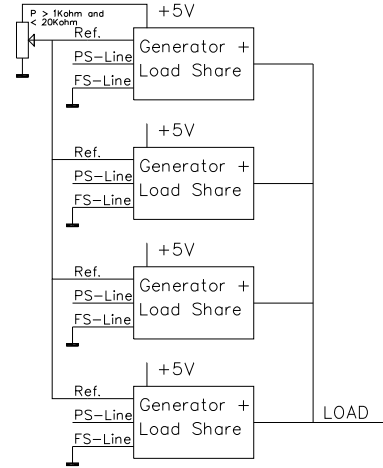 P > 1Kohm and
< 20Kohm
+5V
Ref.
PS-Line
FS-Line
Generator +
Load Share
+5V
Ref.
PS-Line
FS-Line
Generator +
Load Share
+5V
Ref.
PS-Line
FS-Line
Generator +
Load Share
+5V
Ref.
PS-Line
FS-Line
Generator +
Load Share
LOAD